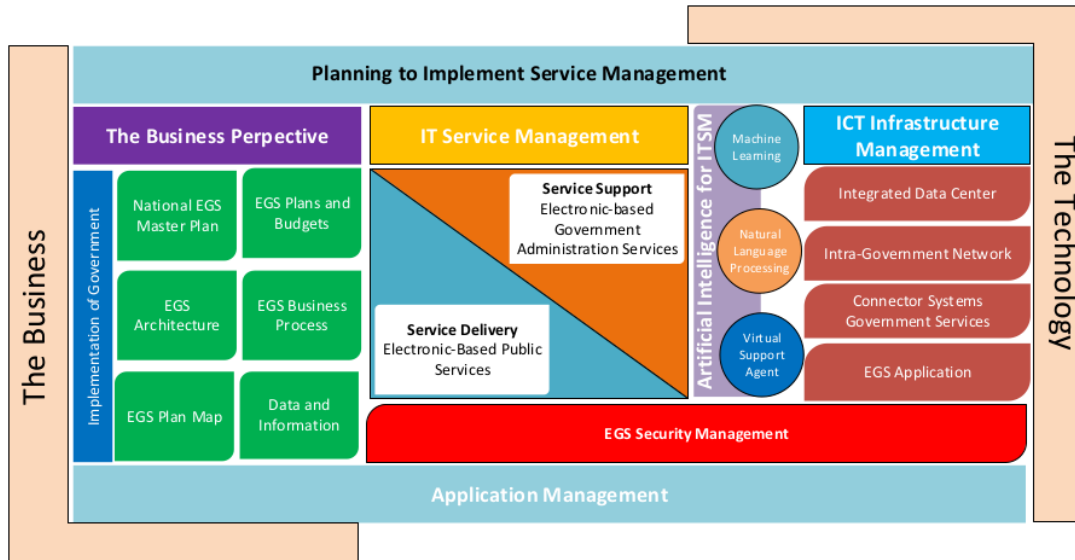 Planning to Implement Service Management
The Business
The Business Perpective
Implementation of Government
National EGS
Master Plan
EGS Plans and
Budgets
EGS
Architecture
EGS Business
Process
EGS Plan Map
Data and
Information
IT Service Management
Service Support
Electronic-based
Government
Administration Services
Service Delivery
Electronic-Based Public
Services
Artificial Intelligence for ITSM
Machine
Learning
Natural
Language
Processing
Virtual
Support
Agent
ICT Infrastructure
Management
Integrated Data Center
Intra-Government Network
Connector Systems
Government Services
EGS Application
The Technology
EGS Security Management
Application Management